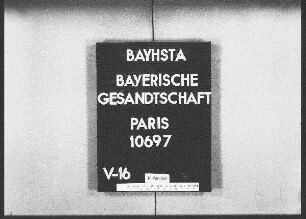 BAYHSTA
BAYERISCHE
GESANDTSCHAFT
PARIS
10697
V-16